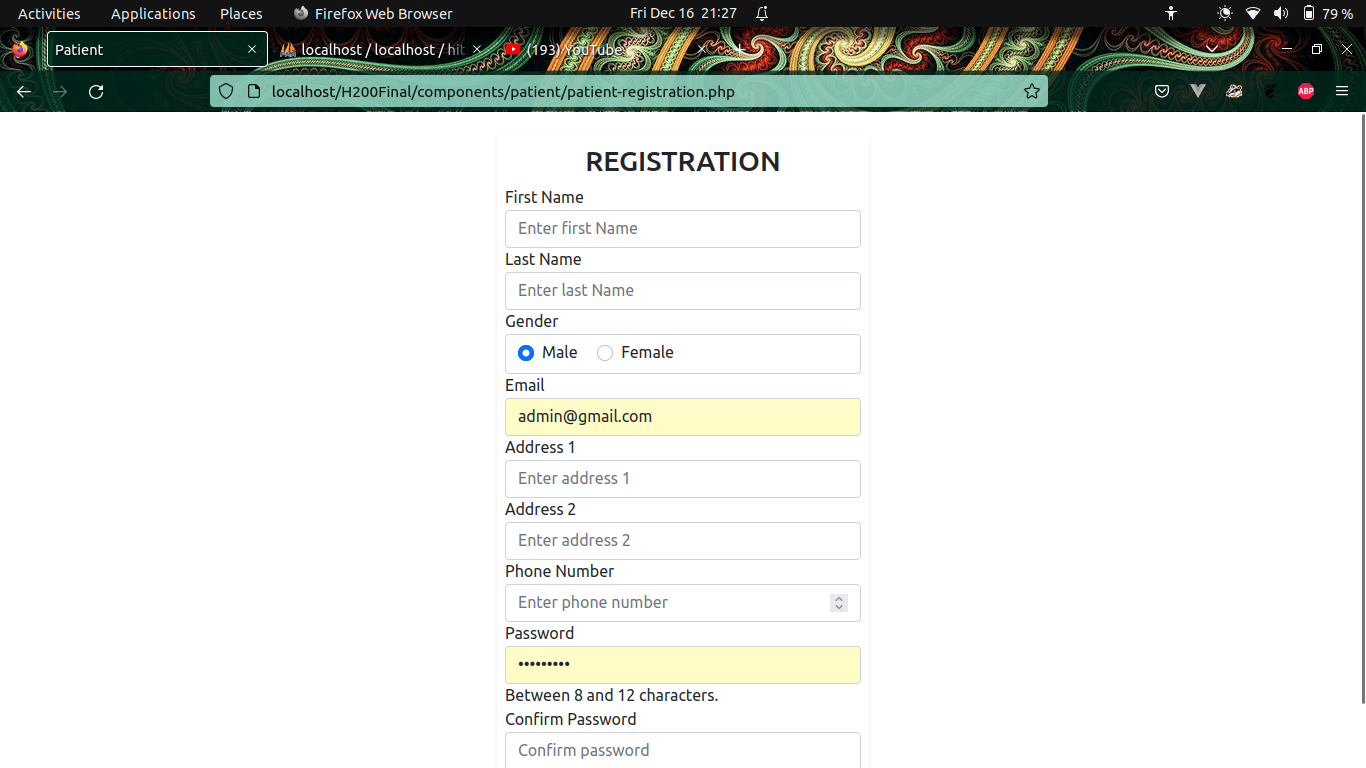 Activities Applications Places Firefox Web Browser Fri Dec 16 21:27 79 %
Patient localhost / localhost / hil (193) YouTube
localhost/H200Final/components/patient/patient-registration.php ABP
REGISTRATION
First Name
Enter first Name
Last Name
Enter last Name
Gender
Male Female
Email
admin@gmail.com
Address 1
Enter address 1
Address 2
Enter address 2
Phone Number
Enter phone number
Password
•••••••••
Between 8 and 12 characters.
Confirm Password
Confirm password